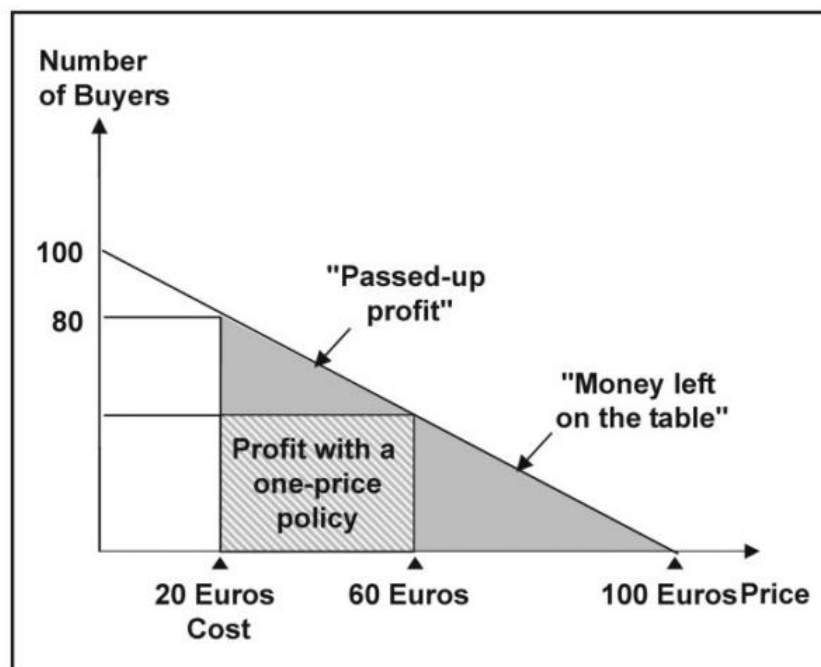 Number
of Buyers
100
80
"Passed-up
profit"
"Money left
on the table"
Profit with a
one-price
policy
20 Euros
Cost
60 Euros
100 Euros
Price